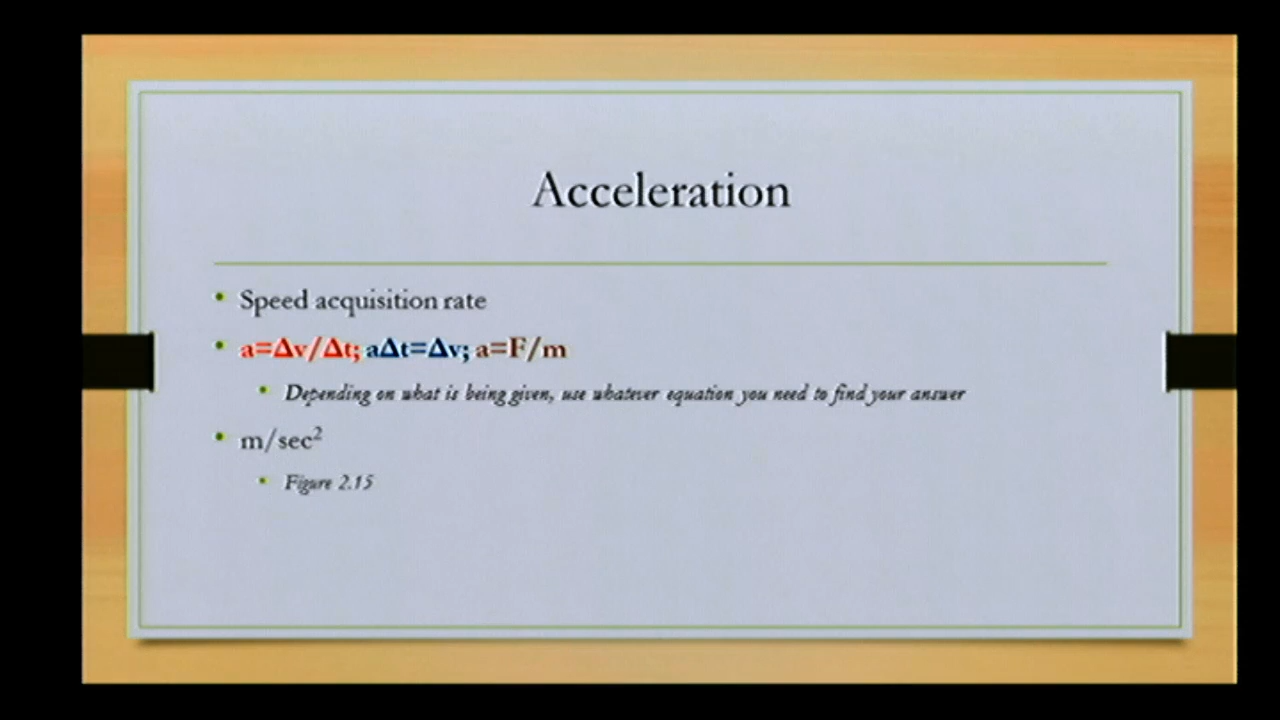 Acceleration
• Speed acquisition rate
• a=Δv/Δt; aΔt=Δv; a=F/m
• Depending on what is being given, use whatever equation you need to find your answer
• m/sec²
• Figure 2.15